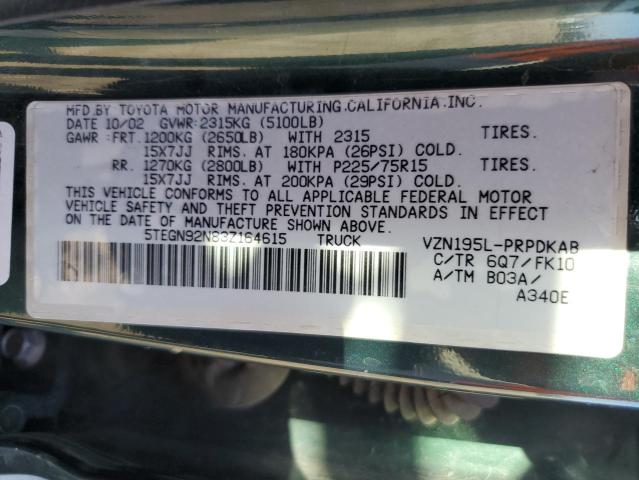 MFD.BY TOYOTA MOTOR MANUFACTURING.CALIFORNIA.INC.
DATE 10/02 GVWR:2315KG (5100LB)
GAWR:FRT.1200KG (2650LB) WITH 2315 TIRES.
15X7JJ RIMS. AT 180KPA (26PSI) COLD.
RR. 1270KG (2800LB) WITH P225/75R15 TIRES.
15X7JJ RIMS. AT 200KPA (29PSI) COLD.
THIS VEHICLE CONFORMS TO ALL APPLICABLE FEDERAL MOTOR
VEHICLE SAFETY AND THEFT PREVENTION STANDARDS IN EFFECT
ON THE DATE OF MANUFACTURE SHOWN ABOVE.
5TEGN92N83Z164615 TRUCK VZN195L-PRPDKAB
C/TR 6Q7/FK10
A/TM B03A/
A340E